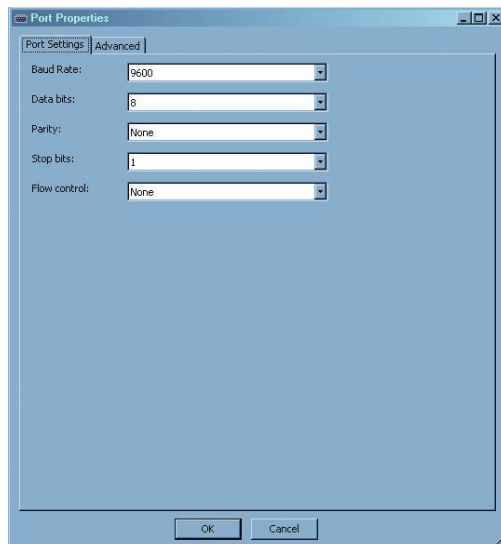 Port Properties
Port Settings Advanced
Baud Rate: 9600
Data bits: 8
Parity: None
Stop bits: 1
Flow control: None
OK Cancel